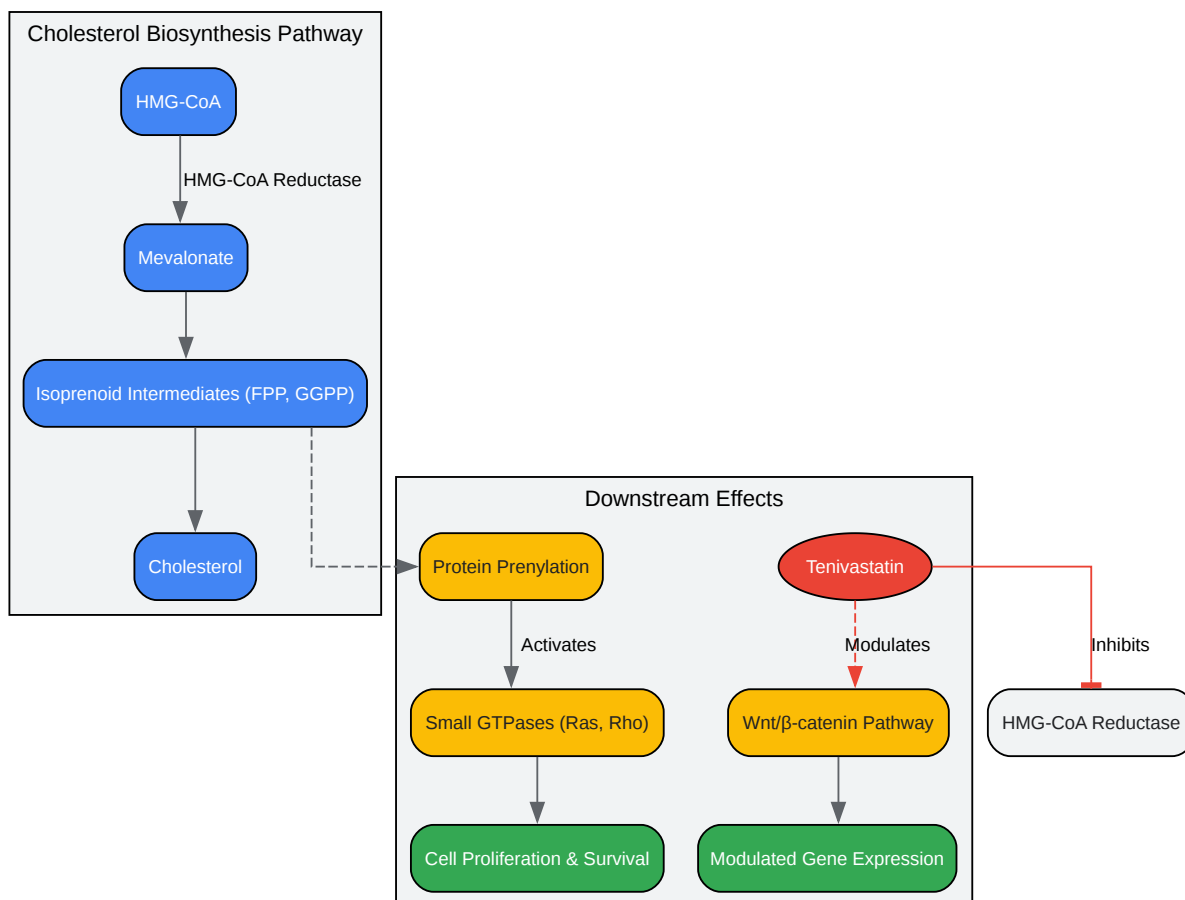 Cholesterol Biosynthesis Pathway
HMG-CoA
HMG-CoA Reductase
Mevalonate
Isoprenoid Intermediates (FPP, GGPP)
Cholesterol
Downstream Effects
Protein Prenylation
Tenivastatin
Activates
Modulates
Inhibits
Small GTPases (Ras, Rho)
Wnt/β-catenin Pathway
HMG-CoA Reductase
Cell Proliferation & Survival
Modulated Gene Expression